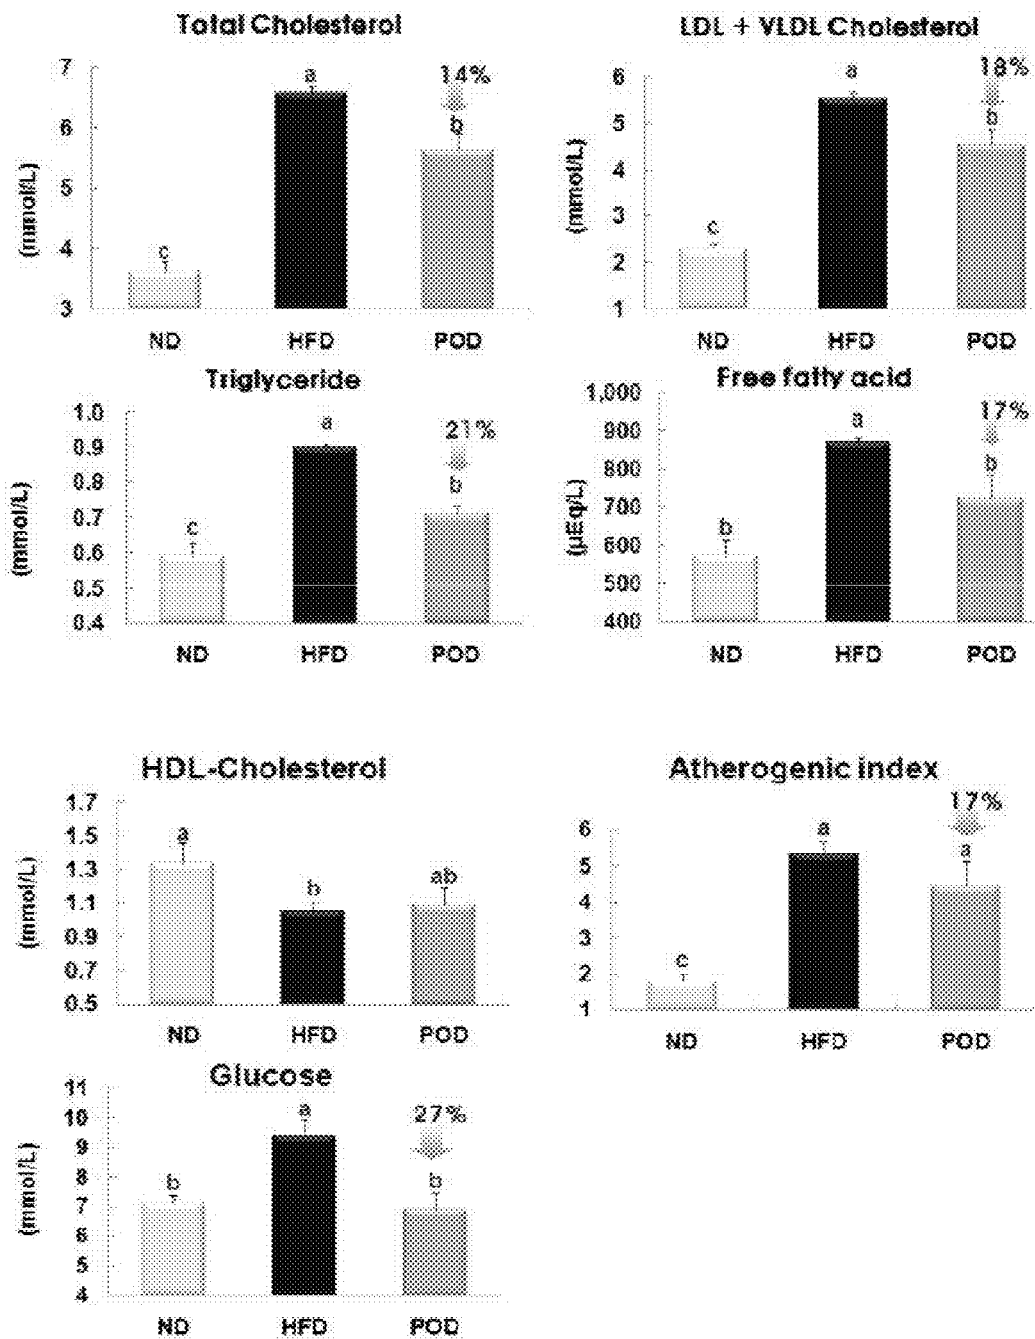 Total Cholesterol
(mmol/L)
7
6
5
4
3
c
a
14%
b
ND HFD POD
LDL + VLDL Cholesterol
(mmol/L)
6
5
4
3
2
1
c
a
18%
b
ND HFD POD
Triglyceride
(mmol/L)
1.0
0.9
0.8
0.7
0.6
0.5
0.4
c
a
21%
b
ND HFD POD
Free fatty acid
(µEq/L)
1,000
900
800
700
600
500
400
b
a
17%
b
ND HFD POD
HDL-Cholesterol
(mmol/L)
1.7
1.5
1.3
1.1
0.9
0.7
0.5
a
b
ab
ND HFD POD
Atherogenic index
6
5
4
3
2
1
c
a
17%
a
ND HFD POD
Glucose
(mmol/L)
11
10
9
8
7
6
5
4
b
a
27%
b
ND HFD POD